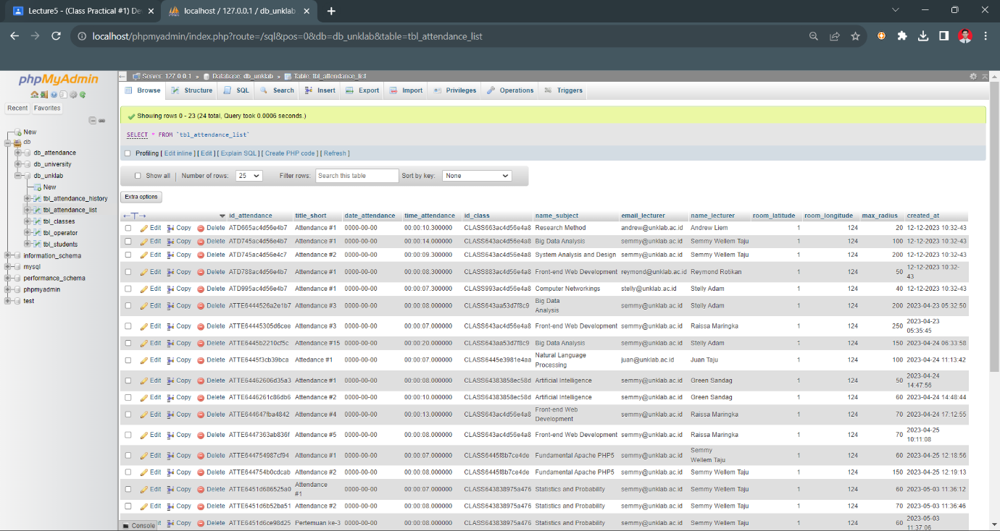 Lecture5 - (Class Practical #1) De
localhost / 127.0.0.1 / db_unklab
localhost/phpmyadmin/index.php?route=/sql&pos=0&db=db_unklab&table=tbl_attendance_list
phpMyAdmin
Recent Favorites
New
db
db_attendance
db_university
db_unklab
New
tbl_attendance_history
tbl_attendance_list
tbl_classes
tbl_operator
tbl_students
information_schema
mysql
performance_schema
phpmyadmin
test
Server: 127.0.0.1 » Database: db_unklab » Table: tbl_attendance_list
Browse Structure SQL Search Insert Export Import Privileges Operations Triggers
Showing rows 0 - 23 (24 total, Query took 0.0006 seconds.)
SELECT * FROM `tbl_attendance_list`
Profiling [ Edit inline ] [ Edit ] [ Explain SQL ] [ Create PHP code ] [ Refresh ]
Show all Number of rows: 25 Filter rows: Search this table Sort by key: None
Extra options
id_attendance title_short date_attendance time_attendance id_class name_subject email_lecturer name_lecturer room_latitude room_longitude max_radius created_at
Edit Copy Delete ATD665ac4d56e4b7 Attendance #1 0000-00-00 00:00:10.300000 CLASS663ac4d56e4a8 Research Method andrew@unklab.ac.id Andrew Liem 1 124 20 12-12-2023 10:32-43
Edit Copy Delete ATD745ac4d56e4b7 Attendance #1 0000-00-00 00:00:14.000000 CLASS643ac4d56e4a8 Big Data Analysis semmy@unklab.ac.id Semmy Wellem Taju 1 124 100 12-12-2023 10:32-43
Edit Copy Delete ATD745ac4d56e4c7 Attendance #2 0000-00-00 00:00:09.300000 CLASS643ac4d56e4a8 System Analysis and Design semmy@unklab.ac.id Semmy Wellem Taju 1 124 200 12-12-2023 10:32-43
Edit Copy Delete ATD788ac4d56e4b7 Attendance #1 0000-00-00 00:00:08.300000 CLASS883ac4d56e4a8 Front-end Web Development reymond@unklab.ac.id Reymond Rotikan 1 124 50 12-12-2023 10:32-
43
Edit Copy Delete ATD995ac4d56e4b7 Attendance #1 0000-00-00 00:00:07.300000 CLASS993ac4d56e4a8 Computer Networkings stelly@unklab.ac.id Stelly Adam 1 124 40 12-12-2023 10:32-43
Edit Copy Delete ATTE6444526a2e1b7 Attendance #3 0000-00-00 00:00:08.000000 CLASS643aa53d7f8c9 Big Data
Analysis semmy@unklab.ac.id Stelly Adam 1 124 200 2023-04-23 05:32:50
Edit Copy Delete ATTE64445305d6cee Attendance #3 0000-00-00 00:00:07.000000 CLASS643ac4d56e4a8 Front-end Web Development semmy@unklab.ac.id Raissa Maringka 1 124 250 2023-04-23
05:35:45
Edit Copy Delete ATTE6445b2210cf5c Attendance #15 0000-00-00 00:00:20.000000 CLASS643aa53d7f8c9 Big Data Analysis semmy@unklab.ac.id Stelly Adam 1 124 150 2023-04-24 06:33:58
Edit Copy Delete ATTE6445f3cb39bca Attedance #1 0000-00-00 00:00:07.000000 CLASS6445e3981e4aa Natural Language
Processing juan@unklab.ac.id Juan Taju 1 124 100 2023-04-24 11:13:42
Edit Copy Delete ATTE64462606d35a3 Attendance #1 0000-00-00 00:00:08.000000 CLASS64383858ec58d Artificial Intelligence semmy@unklab.ac.id Green Sandag 1 124 50 2023-04-24
14:47:56
Edit Copy Delete ATTE6446261c86db6 Attendance #2 0000-00-00 00:00:10.000000 CLASS64383858ec58d Artificial Intelligence semmy@unklab.ac.id Green Sandag 1 124 60 2023-04-24 14:48:44
Edit Copy Delete ATTE644647fba4842 Attendance #4 0000-00-00 00:00:13.000000 CLASS643ac4d56e4a8 Front-end Web
Development semmy@unklab.ac.id Raissa Maringka 1 124 70 2023-04-24 17:12:55
Edit Copy Delete ATTE6447363ab836f Attendance #5 0000-00-00 00:00:08.000000 CLASS643ac4d56e4a8 Front-end Web Development semmy@unklab.ac.id Raissa Maringka 1 124 70 2023-04-25
10:11:08
Edit Copy Delete ATTE644754987cf94 Attendance #1 0000-00-00 00:00:07.000000 CLASS6445f8b7ce4de Fundamental Apache PHP5 semmy@unklab.ac.id Semmy
Wellem Taju 1 124 60 2023-04-25 12:18:56
Edit Copy Delete ATTE644754b0cdcab Attendance #2 0000-00-00 00:00:08.000000 CLASS6445f8b7ce4de Fundamental Apache PHP5 semmy@unklab.ac.id Semmy Wellem Taju 1 124 150 2023-04-25 12:19:13
Edit Copy Delete ATTE6451d686525a0 Attendance
#1 0000-00-00 00:00:07.000000 CLASS643838975a476 Statistics and Probability semmy@unklab.ac.id Semmy Wellem Taju 1 124 60 2023-05-03 11:36:12
Edit Copy Delete ATTE6451d6b52ba51 Attendance #2 0000-00-00 00:00:08.000000 CLASS643838975a476 Statistics and Probability semmy@unklab.ac.id Semmy Wellem Taju 1 124 70 2023-05-03 11:36:46
Copy Delete ATTE6451d6ce98d25 Pertemuan ke-3 0000-00-00 00:00:08.000000 CLASS643838975a476 Statistics and Probability semmy@unklab.ac.id Semmy Wellem Taju 1 124 60 2023-05-03
11:37:06
Console